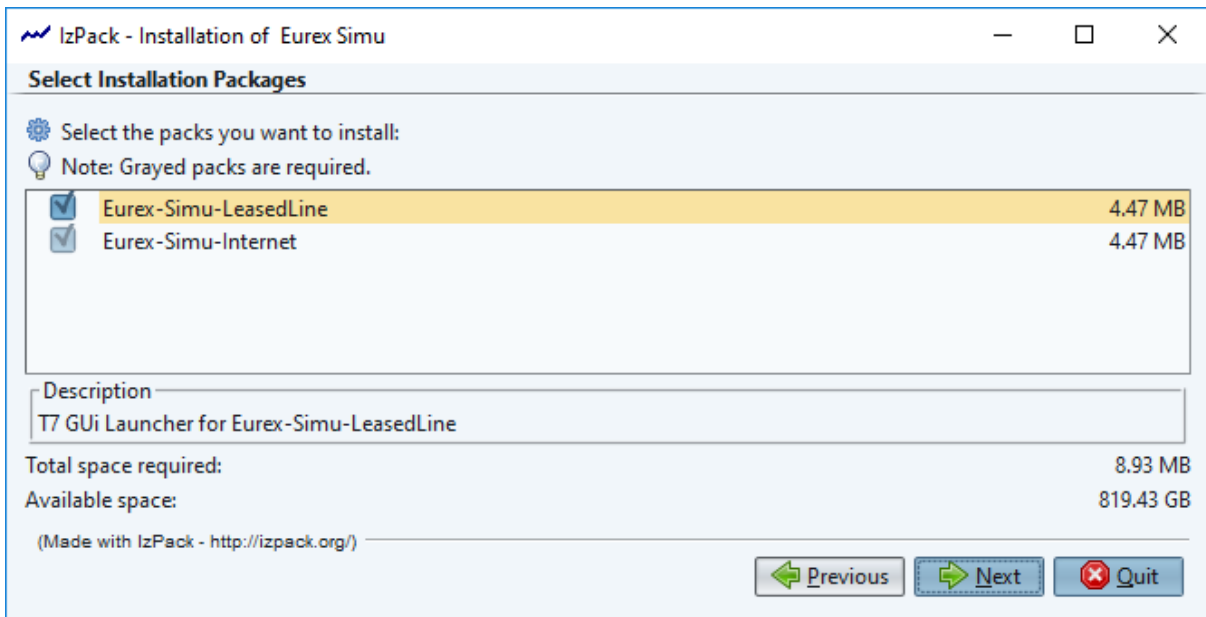 IzPack - Installation of  Eurex Simu
Select Installation Packages
Select the packs you want to install:
Note: Grayed packs are required.
Eurex-Simu-LeasedLine 4.47 MB
Eurex-Simu-Internet 4.47 MB
Description
T7 GUi Launcher for Eurex-Simu-LeasedLine
Total space required: 8.93 MB
Available space: 819.43 GB
(Made with IzPack - http://izpack.org/)
Previous Next Quit